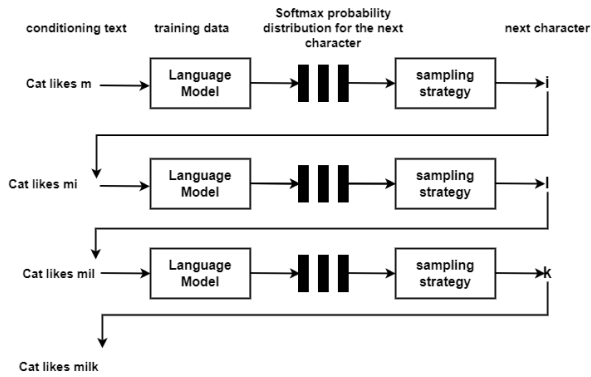 conditioning text
training data
Softmax probability
distribution for the next
character
next character
Cat likes m
Language
Model
sampling
strategy
i
Cat likes mi
Language
Model
sampling
strategy
l
Cat likes mil
Language
Model
sampling
strategy
k
Cat likes milk